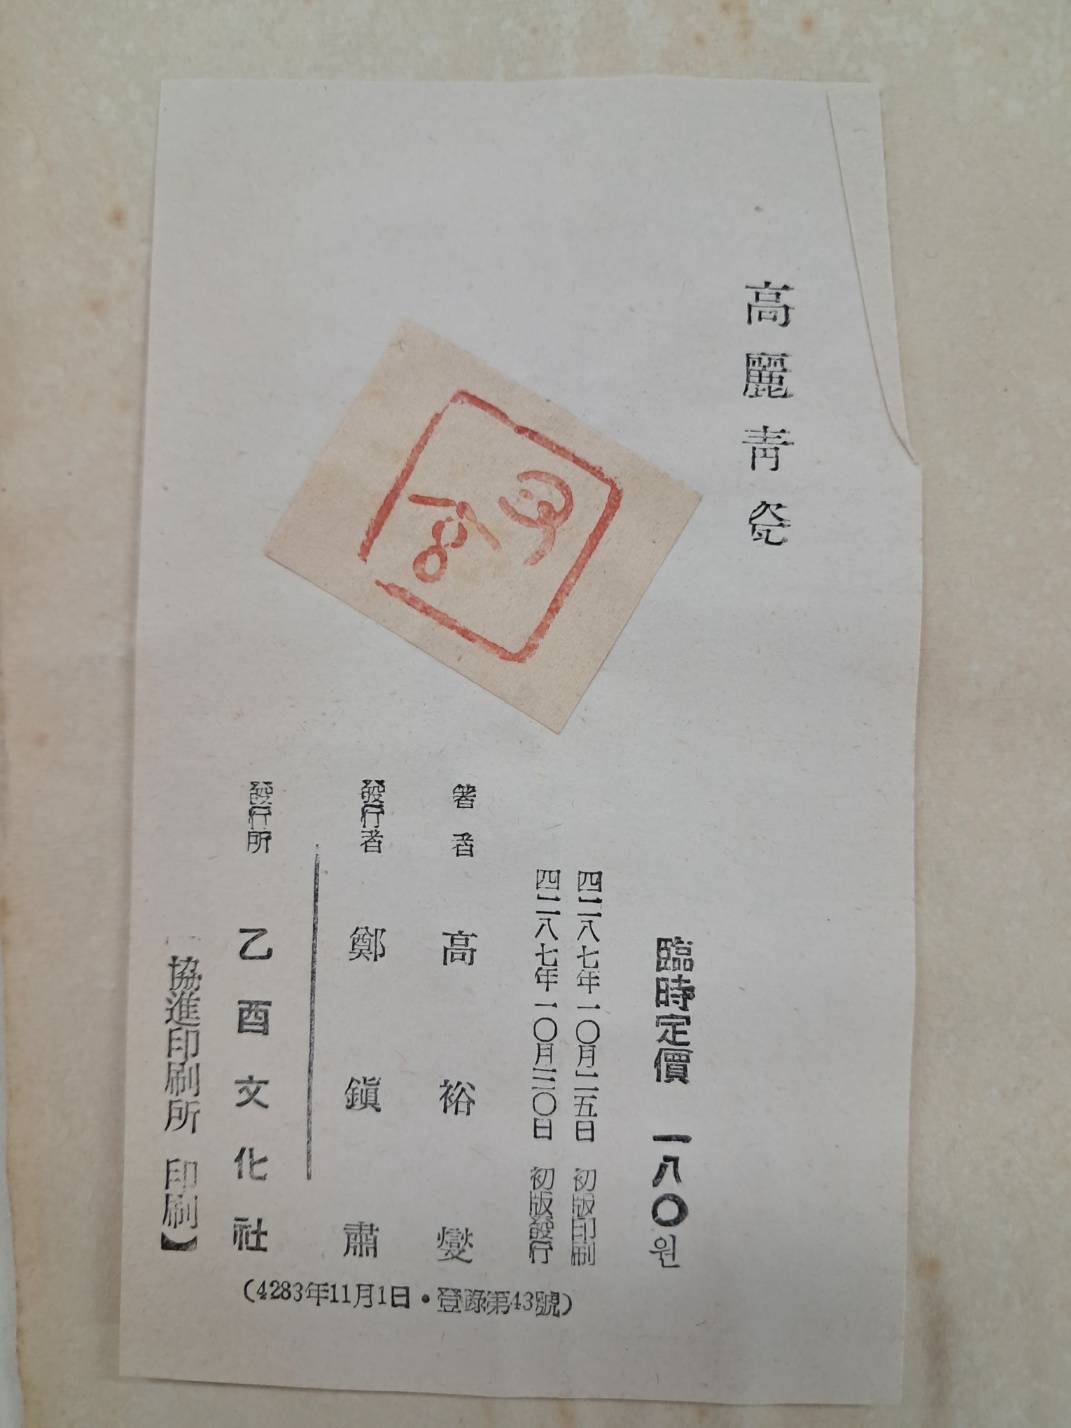 高麗靑瓷
臨時定價 一八〇원
四二八七年一〇月二五日 初版印刷
四二八七年一〇月三〇日 初版發行
著者 高裕燮
發行者 鄭鎭肅
發行所 乙酉文化社
協進印刷所 印刷】
(4283年11月1日・登錄第43號)